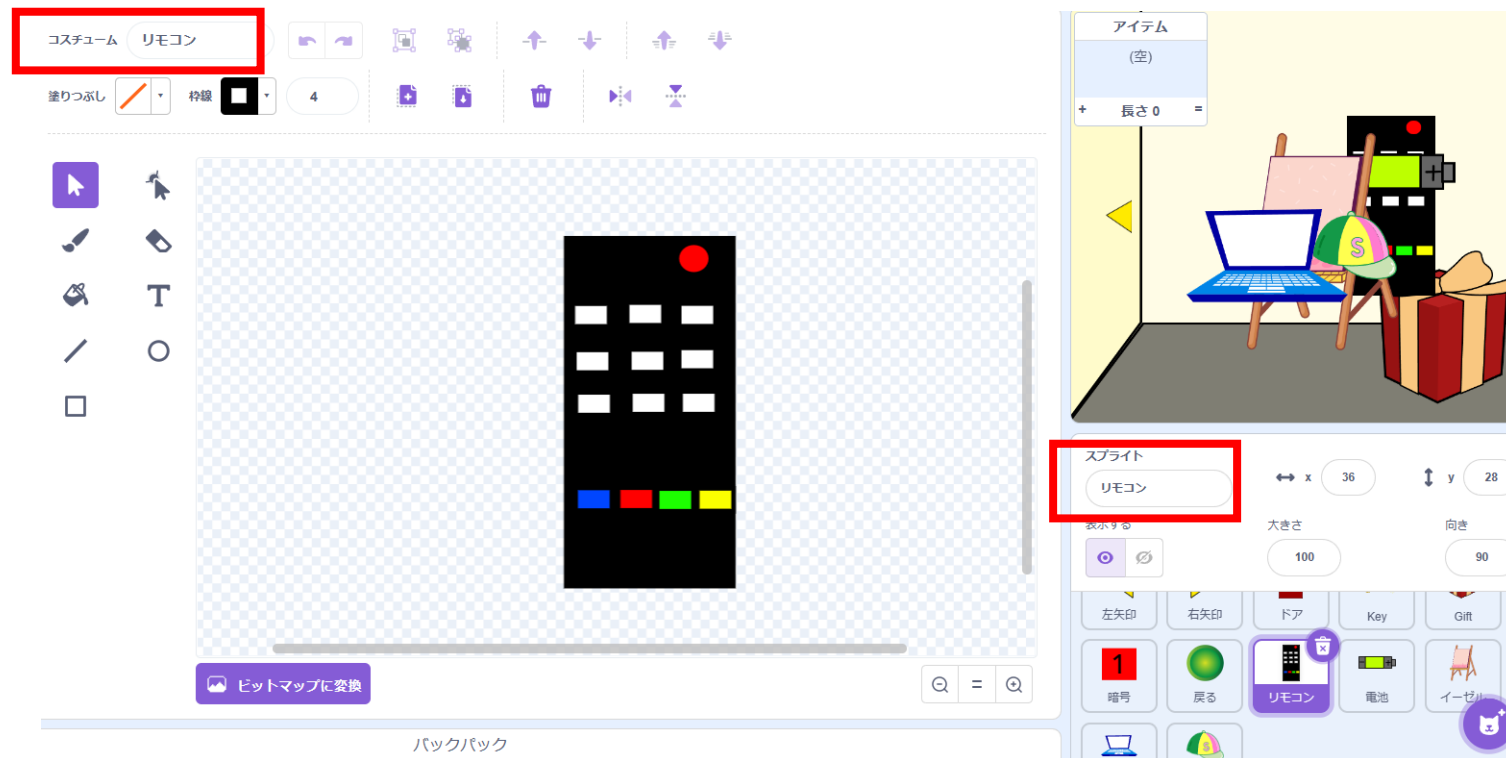 コスチューム リモコン
塗りつぶし 枠線 4
ビットマップに変換
バックパック
アイテム
(空)
+ 長さ 0 =
S
スプライト
リモコン
x 36 y 28
表示する 大きさ 向き
100 90
左矢印 右矢印 ドア Key Gift
1
暗号 戻る リモコン 電池 イーゼル
S